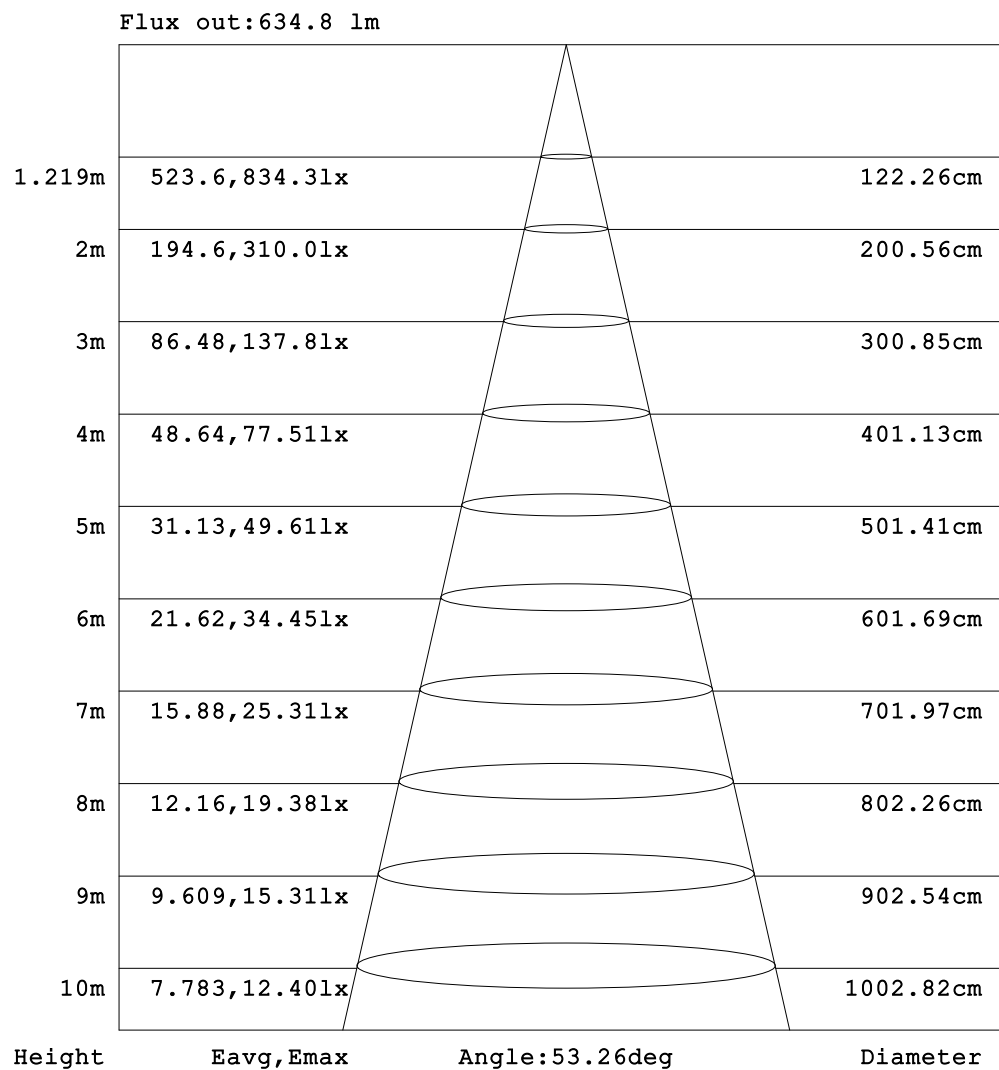 Flux out:634.8 lm
1.219m 523.6,834.3lx 122.26cm
2m 194.6,310.0lx 200.56cm
3m 86.48,137.8lx 300.85cm
4m 48.64,77.51lx 401.13cm
5m 31.13,49.61lx 501.41cm
6m 21.62,34.45lx 601.69cm
7m 15.88,25.31lx 701.97cm
8m 12.16,19.38lx 802.26cm
9m 9.609,15.31lx 902.54cm
10m 7.783,12.40lx 1002.82cm
Height Eavg,Emax Angle:53.26deg Diameter